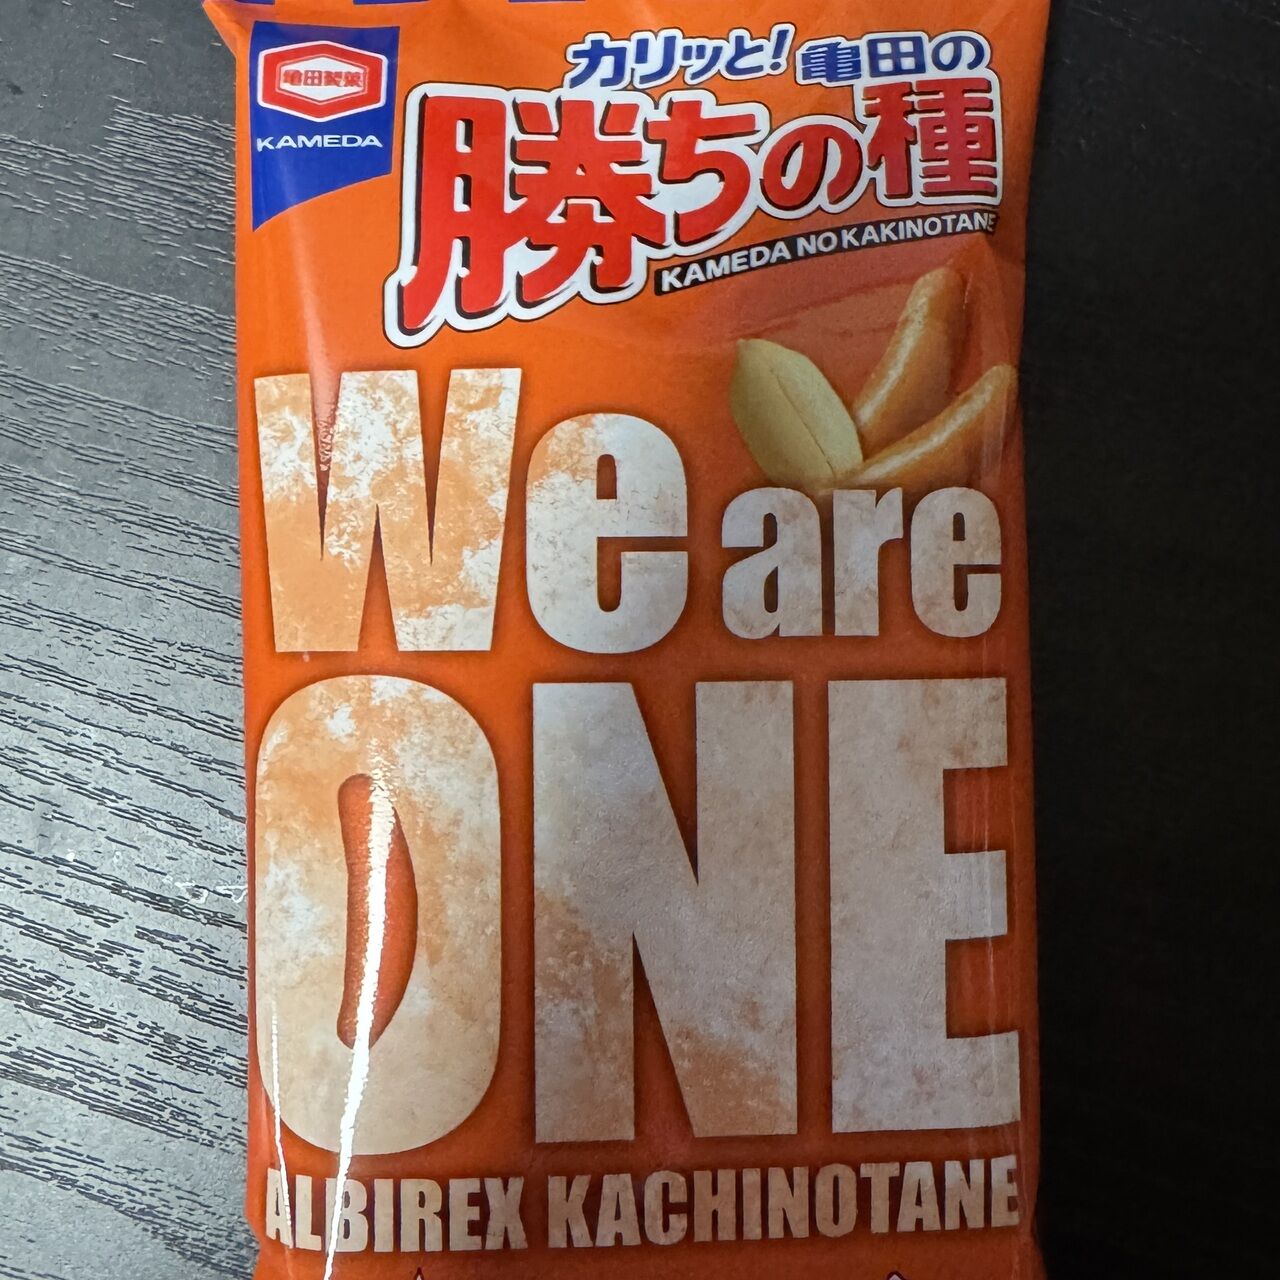 亀田製菓
KAMEDA
カリッと!亀田の
勝ちの種
KAMEDA NO KAKINOTANE
We are
ONE
ALBIREX KACHINOTANE